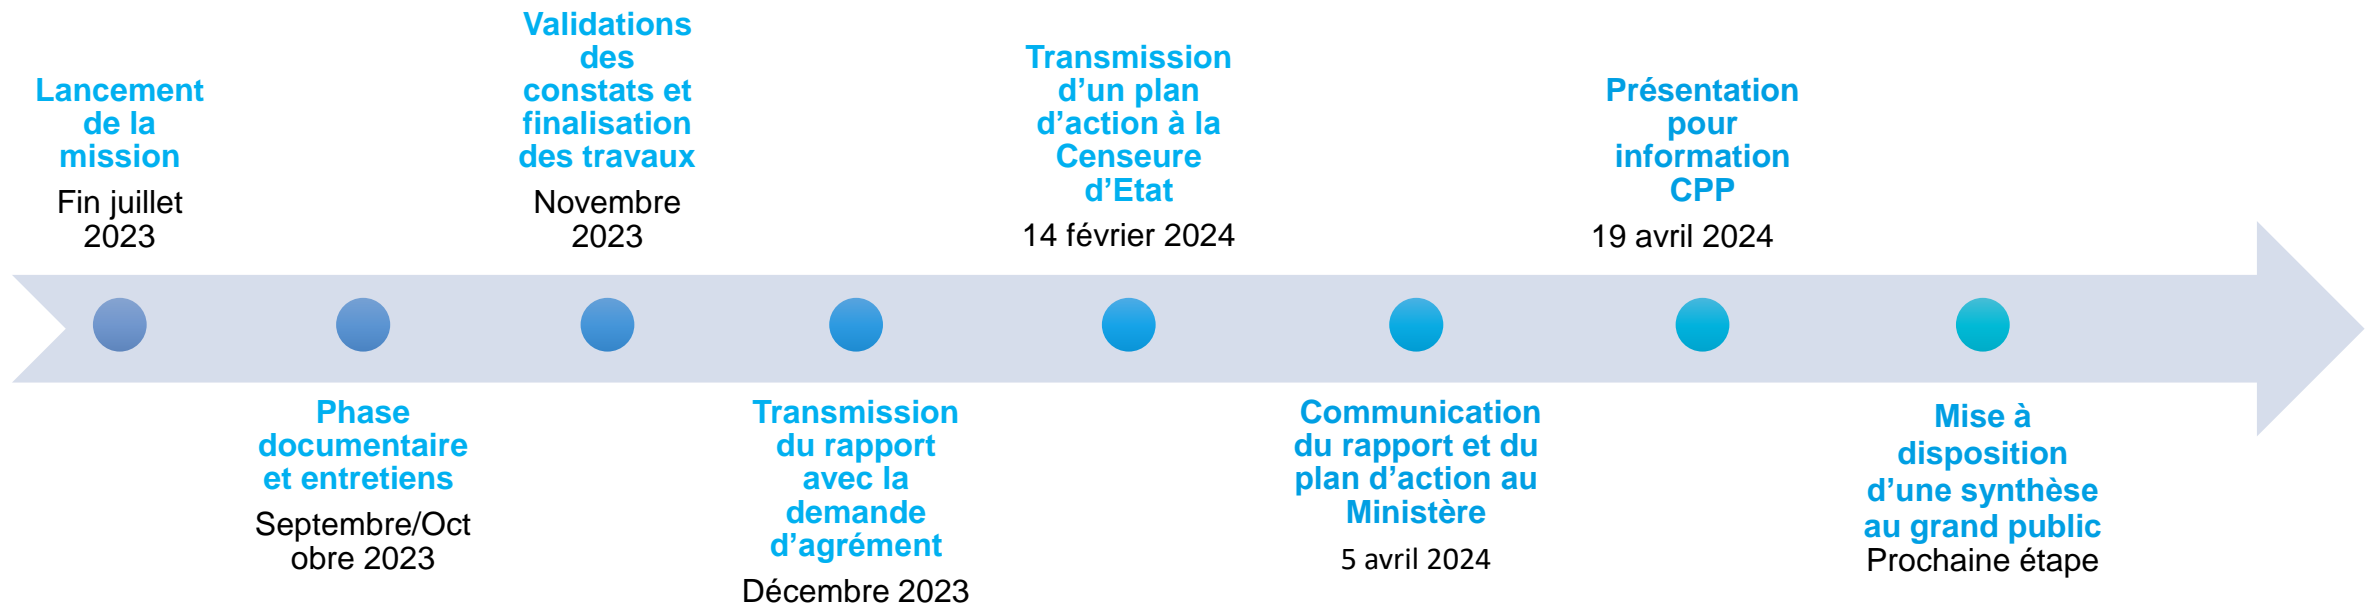 Lancement
de la
mission
Fin juillet
2023
Phase
documentaire
et entretiens
Septembre/Oct
obre 2023
Validations
des
constats et
finalisation
des travaux
Novembre
2023
Transmission
du rapport
avec la
demande
d’agrément
Décembre 2023
Transmission
d’un plan
d’action à la
Censeure
d’Etat
14 février 2024
Communication
du rapport et du
plan d’action au
Ministère
5 avril 2024
Présentation
pour
information
CPP
19 avril 2024
Mise à
disposition
d’une synthèse
au grand public
Prochaine étape